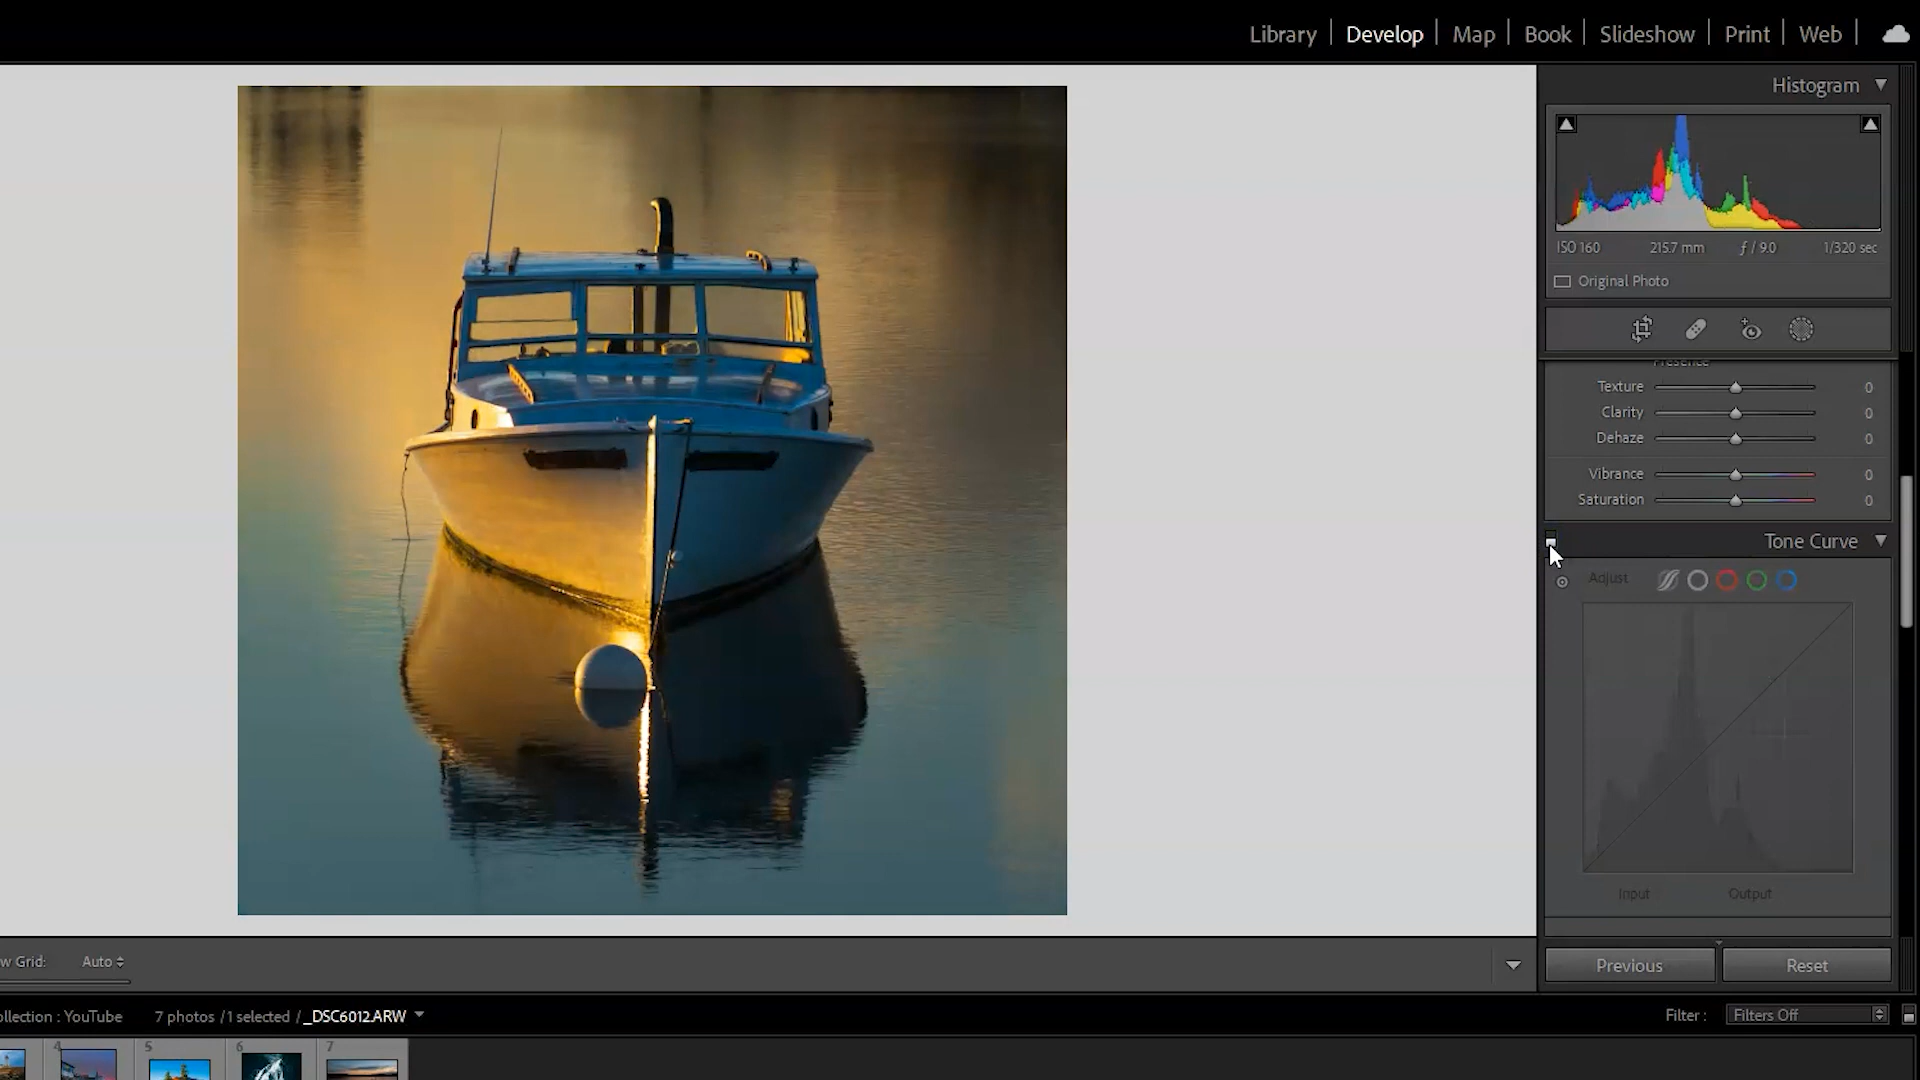 Library | Develop | Map | Book | Slideshow | Print | Web |
Histogram
ISO 160 215.7 mm ƒ / 9.0 1/320 sec
Original Photo
Presence
Texture 0
Clarity 0
Dehaze 0
Vibrance 0
Saturation 0
Tone Curve
Adjust
Input Output
Previous Reset
w Grid: Auto
ollection : YouTube 7 photos / 1 selected / _DSC6012.ARW Filter : Filters Off
4 5 6 7